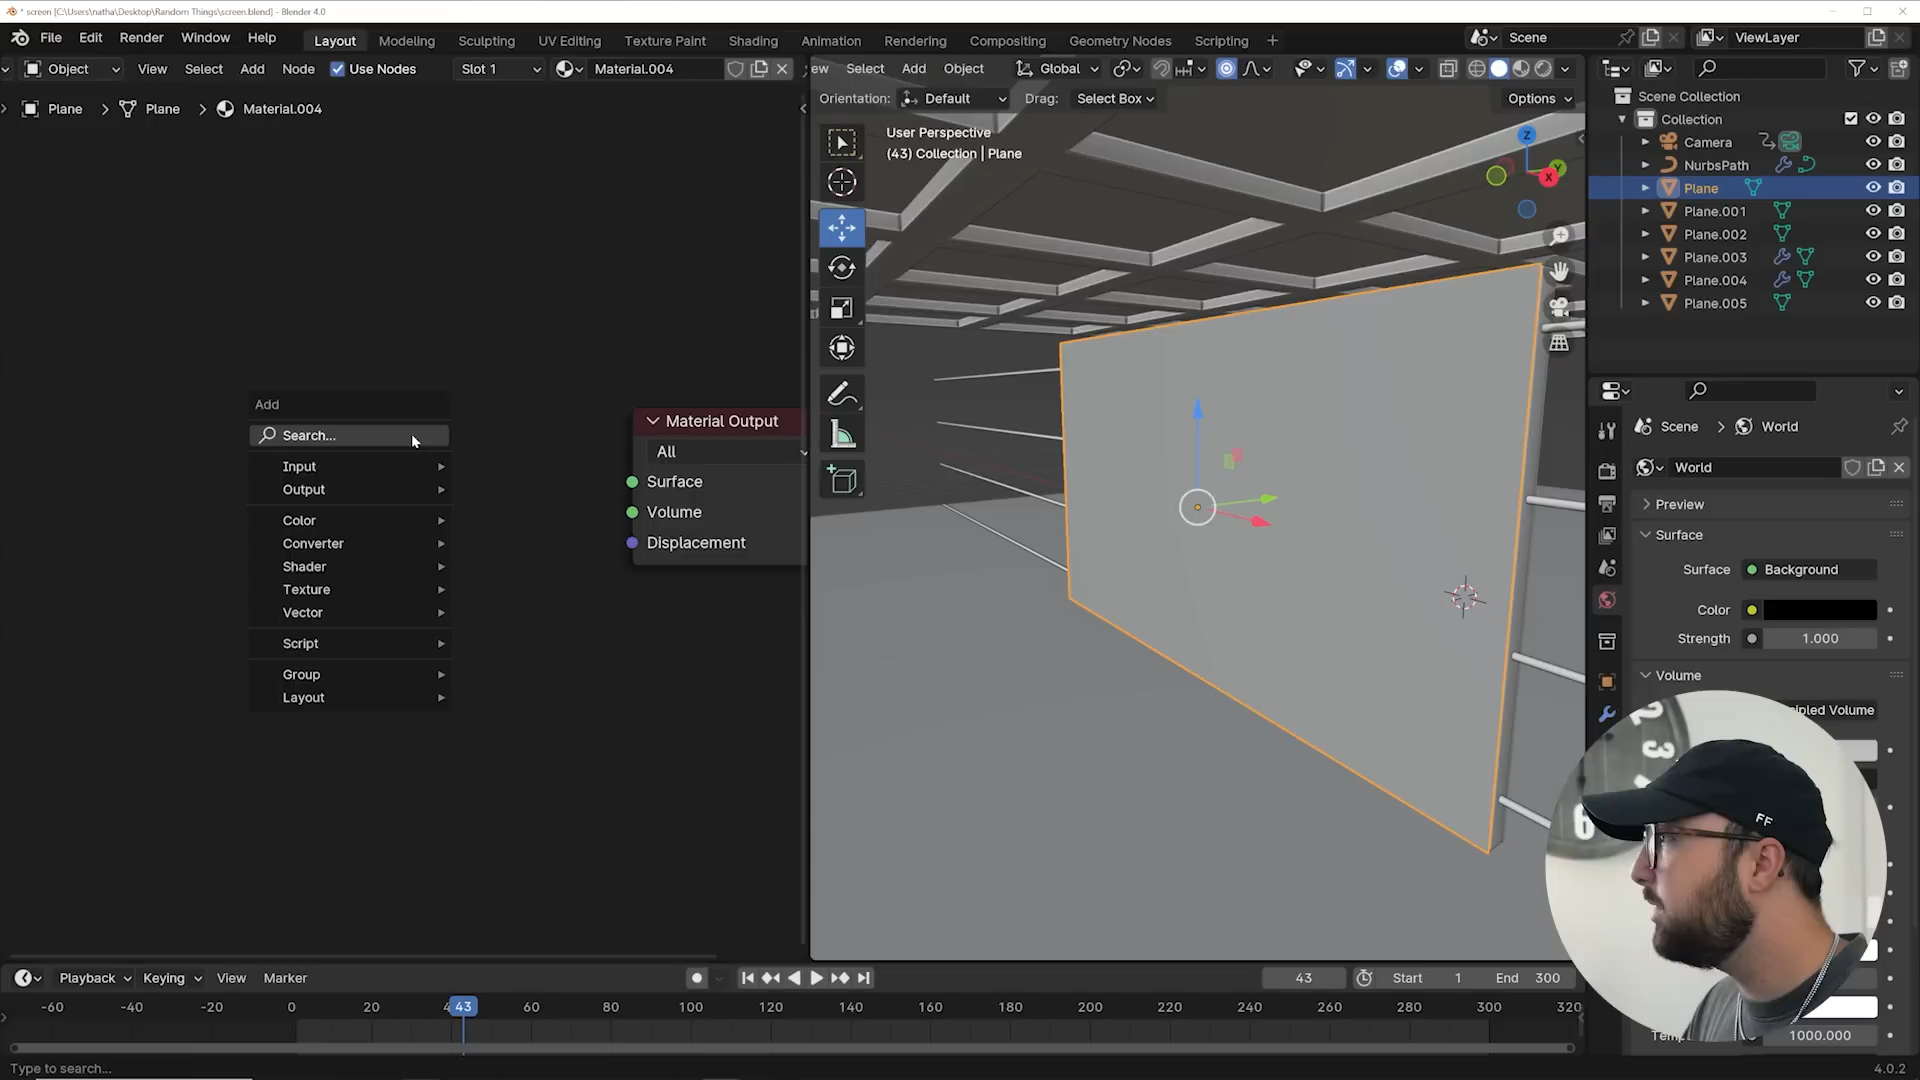 * screen [C:\Users\natha\Desktop\Random Things\screen.blend] - Blender 4.0
File Edit Render Window Help
Layout Modeling Sculpting UV Editing Texture Paint Shading Animation Rendering Compositing Geometry Nodes Scripting +
Scene
ViewLayer
Object View Select Add Node Use Nodes Slot 1 Material.004
ew Select Add Object Global
Plane > Plane > Material.004
Orientation: Default Drag: Select Box
Options
User Perspective
(43) Collection | Plane
Z
Y
X
Scene Collection
Collection
Camera
NurbsPath
Plane
Plane.001
Plane.002
Plane.003
Plane.004
Plane.005
Add
Search...
Input
Output
Color
Converter
Shader
Texture
Vector
Script
Group
Layout
Material Output
All
Surface
Volume
Displacement
Scene > World
World
Preview
Surface
Surface Background
Color
Strength 1.000
Volume
cipled Volume
1000.000
2
3
6
FF
Playback Keying View Marker
43 Start 1 End 300
-60 -40 -20 0 20 43 60 80 100 120 140 160 180 200 220 240 260 280 300 320
Type to search...
4.0.2